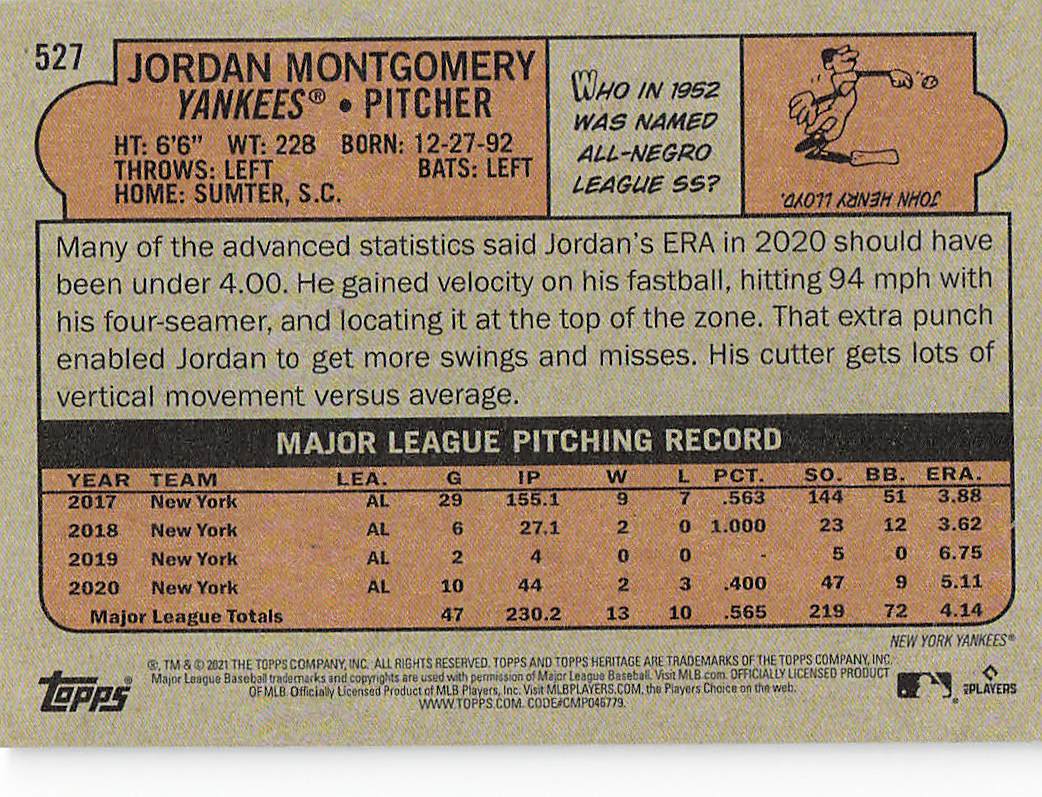 527
JORDAN MONTGOMERY
YANKEES® • PITCHER
HT: 6'6" WT: 228 BORN: 12-27-92
THROWS: LEFT BATS: LEFT
HOME: SUMTER, S.C.
WHO IN 1952
WAS NAMED
ALL-NEGRO
LEAGUE SS?
JOHN HENRY LLOYD.
Many of the advanced statistics said Jordan's ERA in 2020 should have
been under 4.00. He gained velocity on his fastball, hitting 94 mph with
his four-seamer, and locating it at the top of the zone. That extra punch
enabled Jordan to get more swings and misses. His cutter gets lots of
vertical movement versus average.
MAJOR LEAGUE PITCHING RECORD
YEAR TEAM LEA. G IP W L PCT. SO. BB. ERA.
2017 New York AL 29 155.1 9 7 .563 144 51 3.88
2018 New York AL 6 27.1 2 0 1.000 23 12 3.62
2019 New York AL 2 4 0 0 - 5 0 6.75
2020 New York AL 10 44 2 3 .400 47 9 5.11
Major League Totals 47 230.2 13 10 .565 219 72 4.14
NEW YORK YANKEES®
®, TM & © 2021 THE TOPPS COMPANY, INC. ALL RIGHTS RESERVED. TOPPS AND TOPPS HERITAGE ARE TRADEMARKS OF THE TOPPS COMPANY, INC.
Major League Baseball trademarks and copyrights are used with permission of Major League Baseball. Visit MLB.com. OFFICIALLY LICENSED PRODUCT
OF MLB. Officially Licensed Product of MLB Players, Inc. Visit MLBPLAYERS.COM, the Players Choice on the web.
WWW.TOPPS.COM. CODE#CMP046779.
topps®
MLB PLAYERS